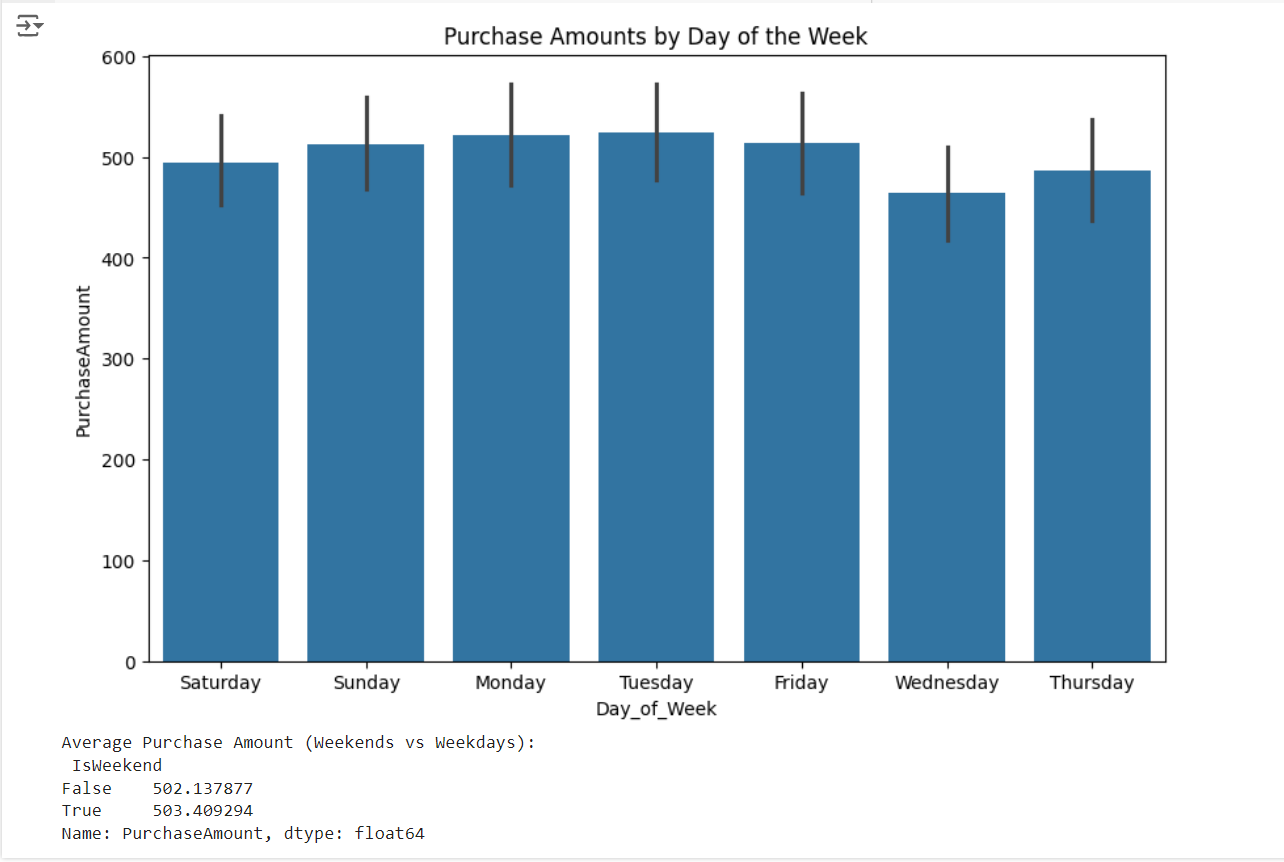 Purchase Amounts by Day of the Week
600
500
400
300
200
100
0
PurchaseAmount
Saturday Sunday Monday Tuesday Friday Wednesday Thursday
Day_of_Week
Average Purchase Amount (Weekends vs Weekdays):
IsWeekend
False 502.137877
True 503.409294
Name: PurchaseAmount, dtype: float64